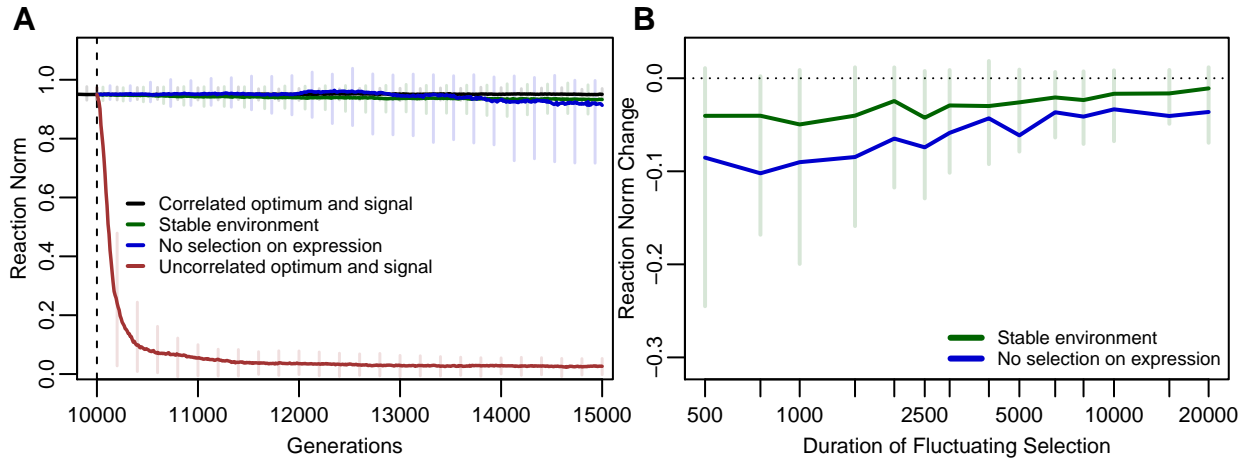 A
Reaction Norm
1.0
0.8
0.6
0.4
0.2
0.0
Correlated optimum and signal
Stable environment
No selection on expression
Uncorrelated optimum and signal
10000 11000 12000 13000 14000 15000
Generations
B
Reaction Norm Change
0.0
−0.1
−0.2
−0.3
Stable environment
No selection on expression
500 1000 2500 5000 10000 20000
Duration of Fluctuating Selection